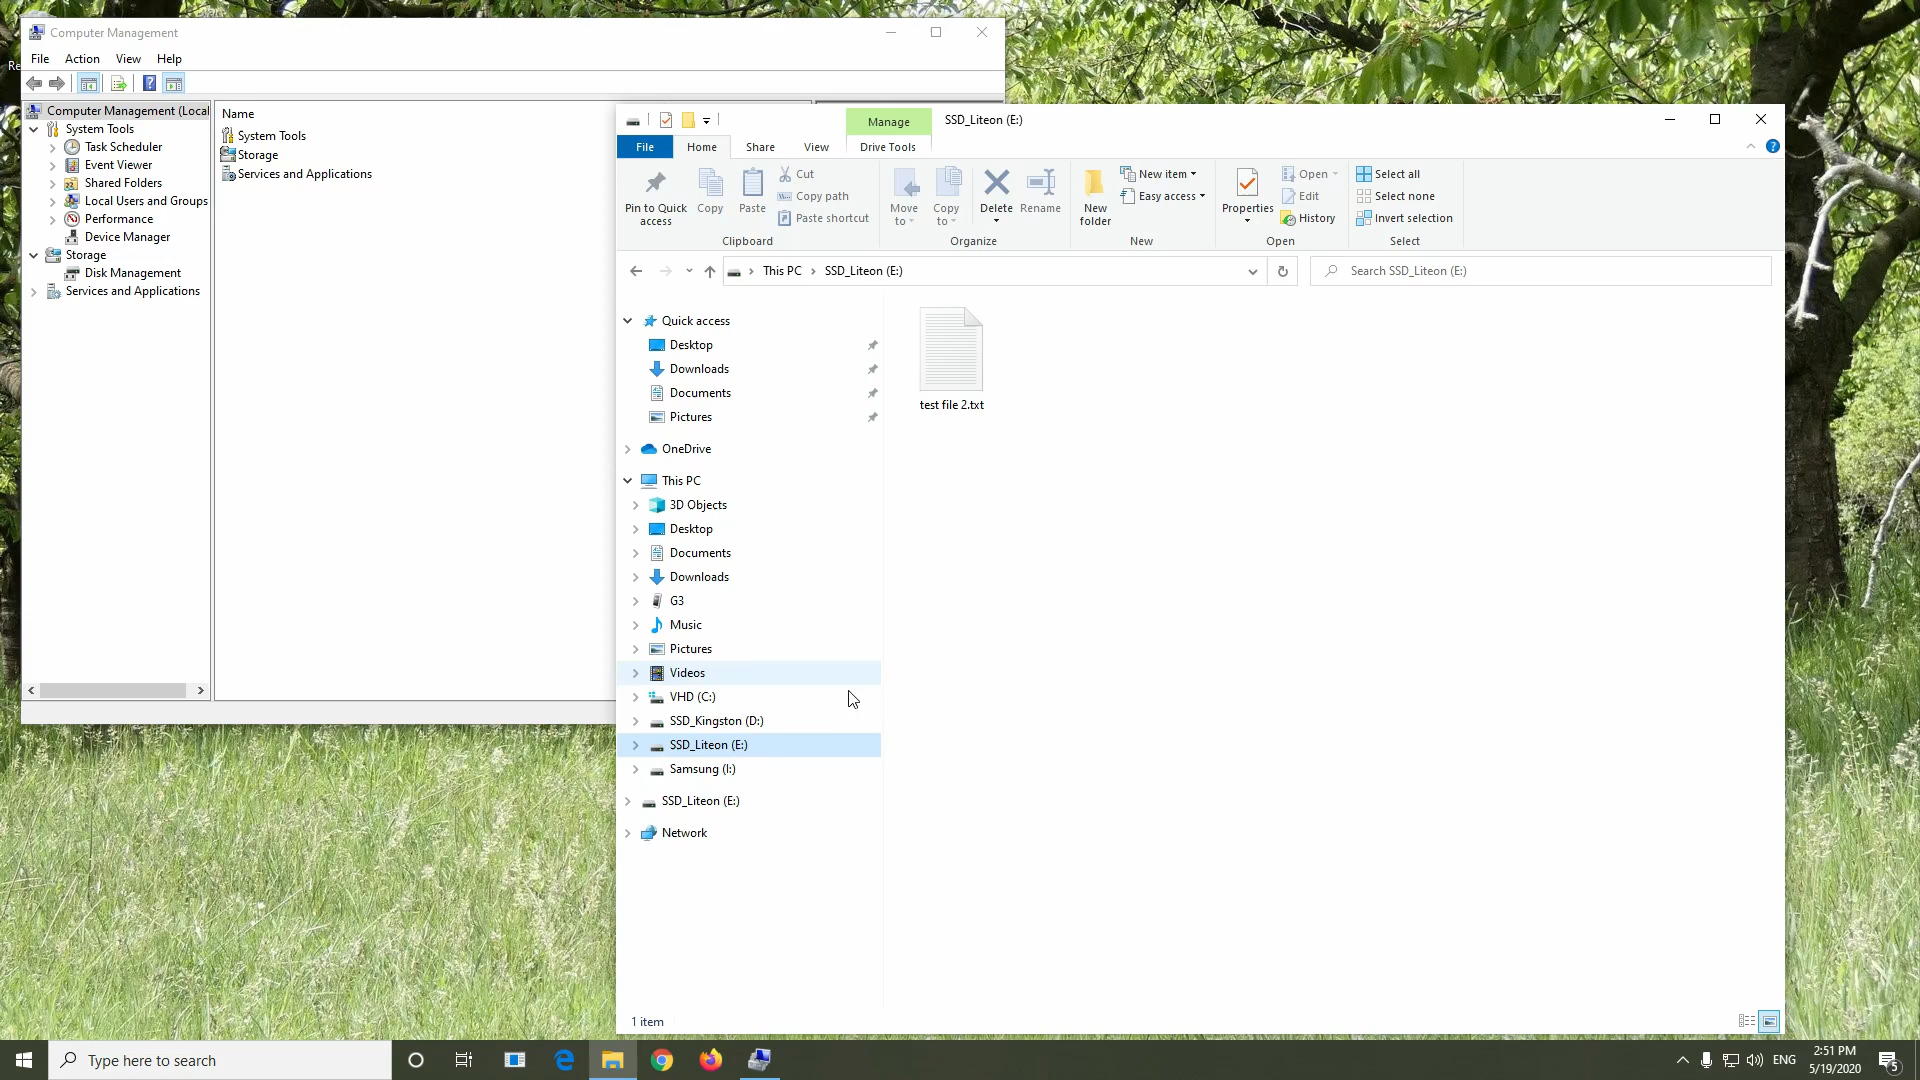 Re
Computer Management
File Action View Help
Computer Management (Local
System Tools
Task Scheduler
Event Viewer
Shared Folders
Local Users and Groups
Performance
Device Manager
Storage
Disk Management
Services and Applications
Name
System Tools
Storage
Services and Applications
Manage
SSD_Liteon (E:)
File Home Share View Drive Tools
Pin to Quick access
Copy
Paste
Cut
Copy path
Paste shortcut
Clipboard
Move to
Copy to
Delete
Rename
Organize
New folder
New item
Easy access
New
Properties
Open
Edit
History
Open
Select all
Select none
Invert selection
Select
This PC
SSD_Liteon (E:)
Search SSD_Liteon (E:)
Quick access
Desktop
Downloads
Documents
Pictures
OneDrive
This PC
3D Objects
Desktop
Documents
Downloads
G3
Music
Pictures
Videos
VHD (C:)
SSD_Kingston (D:)
SSD_Liteon (E:)
Samsung (I:)
SSD_Liteon (E:)
Network
test file 2.txt
1 item
Type here to search
ENG
2:51 PM
5/19/2020
5